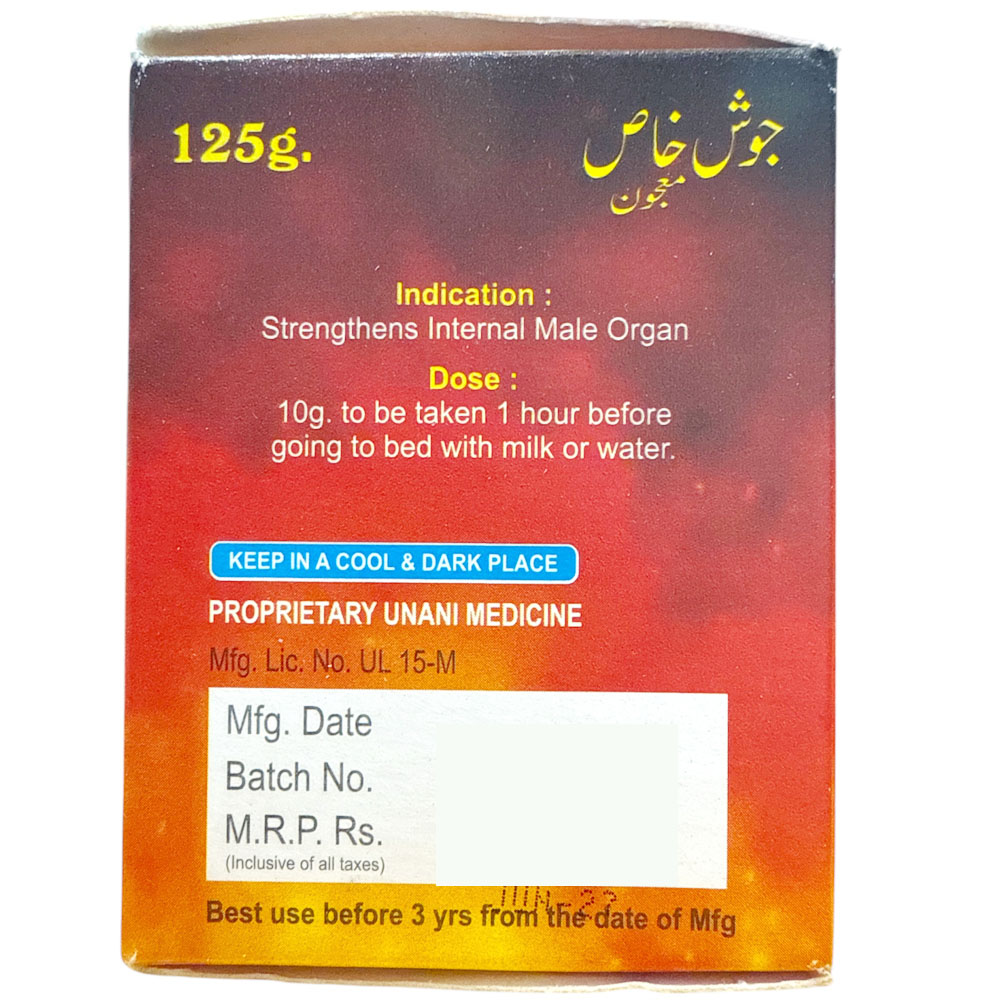 125g.
جوش خاص
معجون
Indication :
Strengthens Internal Male Organ
Dose :
10g. to be taken 1 hour before
going to bed with milk or water.
KEEP IN A COOL & DARK PLACE
PROPRIETARY UNANI MEDICINE
Mfg. Lic. No. UL 15-M
Mfg. Date
Batch No.
M.R.P. Rs.
(Inclusive of all taxes)
Best use before 3 yrs from the date of Mfg